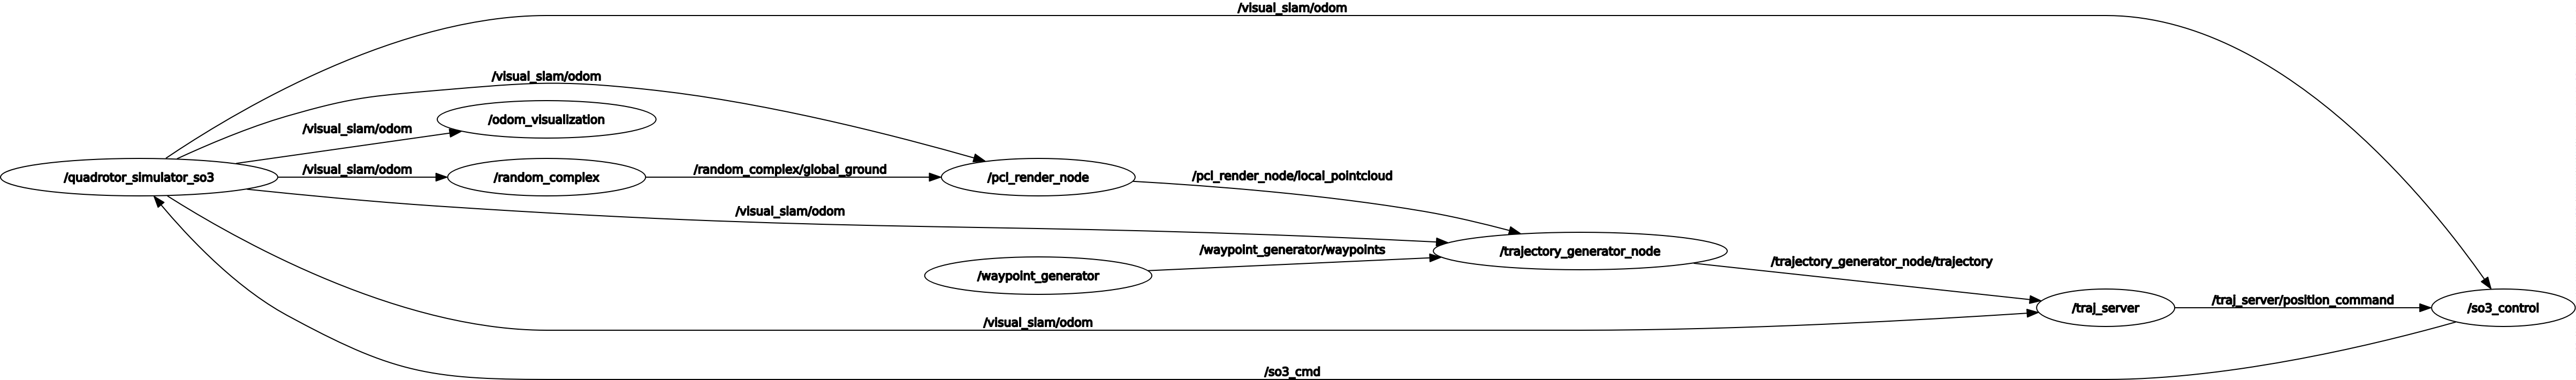 /visual_slam/odom
/visual_slam/odom
/odom_visualization
/visual_slam/odom
/visual_slam/odom
/random_complex/global_ground
/quadrotor_simulator_so3
/random_complex
/pcl_render_node
/pcl_render_node/local_pointcloud
/visual_slam/odom
/waypoint_generator/waypoints
/trajectory_generator_node
/trajectory_generator_node/trajectory
/waypoint_generator
/traj_server/position_command
/traj_server
/so3_control
/visual_slam/odom
/so3_cmd